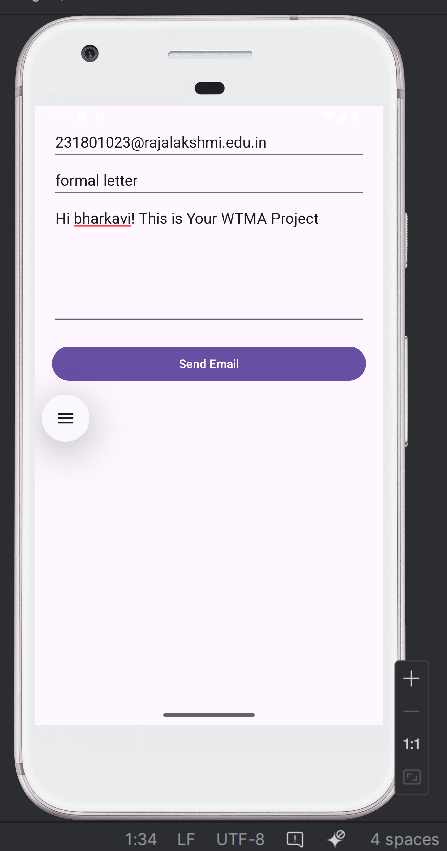 231801023@rajalakshmi.edu.in
formal letter
Hi bharkavi! This is Your WTMA Project
Send Email
1:1
1:34 LF UTF-8 4 spaces